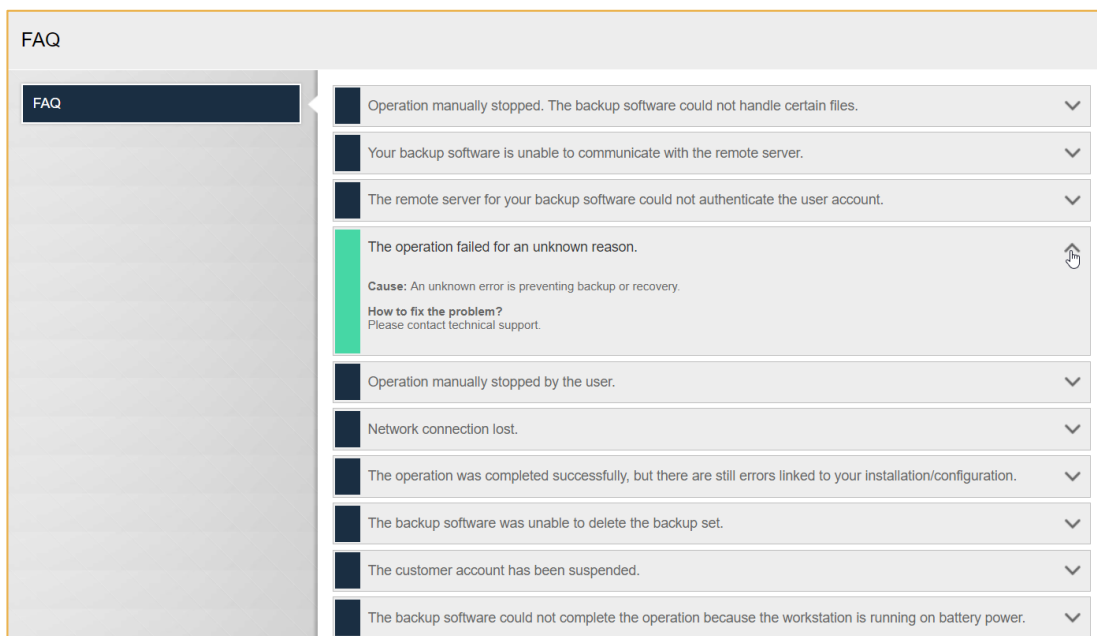 FAQ
FAQ
Operation manually stopped. The backup software could not handle certain files.
Your backup software is unable to communicate with the remote server.
The remote server for your backup software could not authenticate the user account.
The operation failed for an unknown reason.
Cause: An unknown error is preventing backup or recovery.
How to fix the problem?
Please contact technical support.
Operation manually stopped by the user.
Network connection lost.
The operation was completed successfully, but there are still errors linked to your installation/configuration.
The backup software was unable to delete the backup set.
The customer account has been suspended.
The backup software could not complete the operation because the workstation is running on battery power.